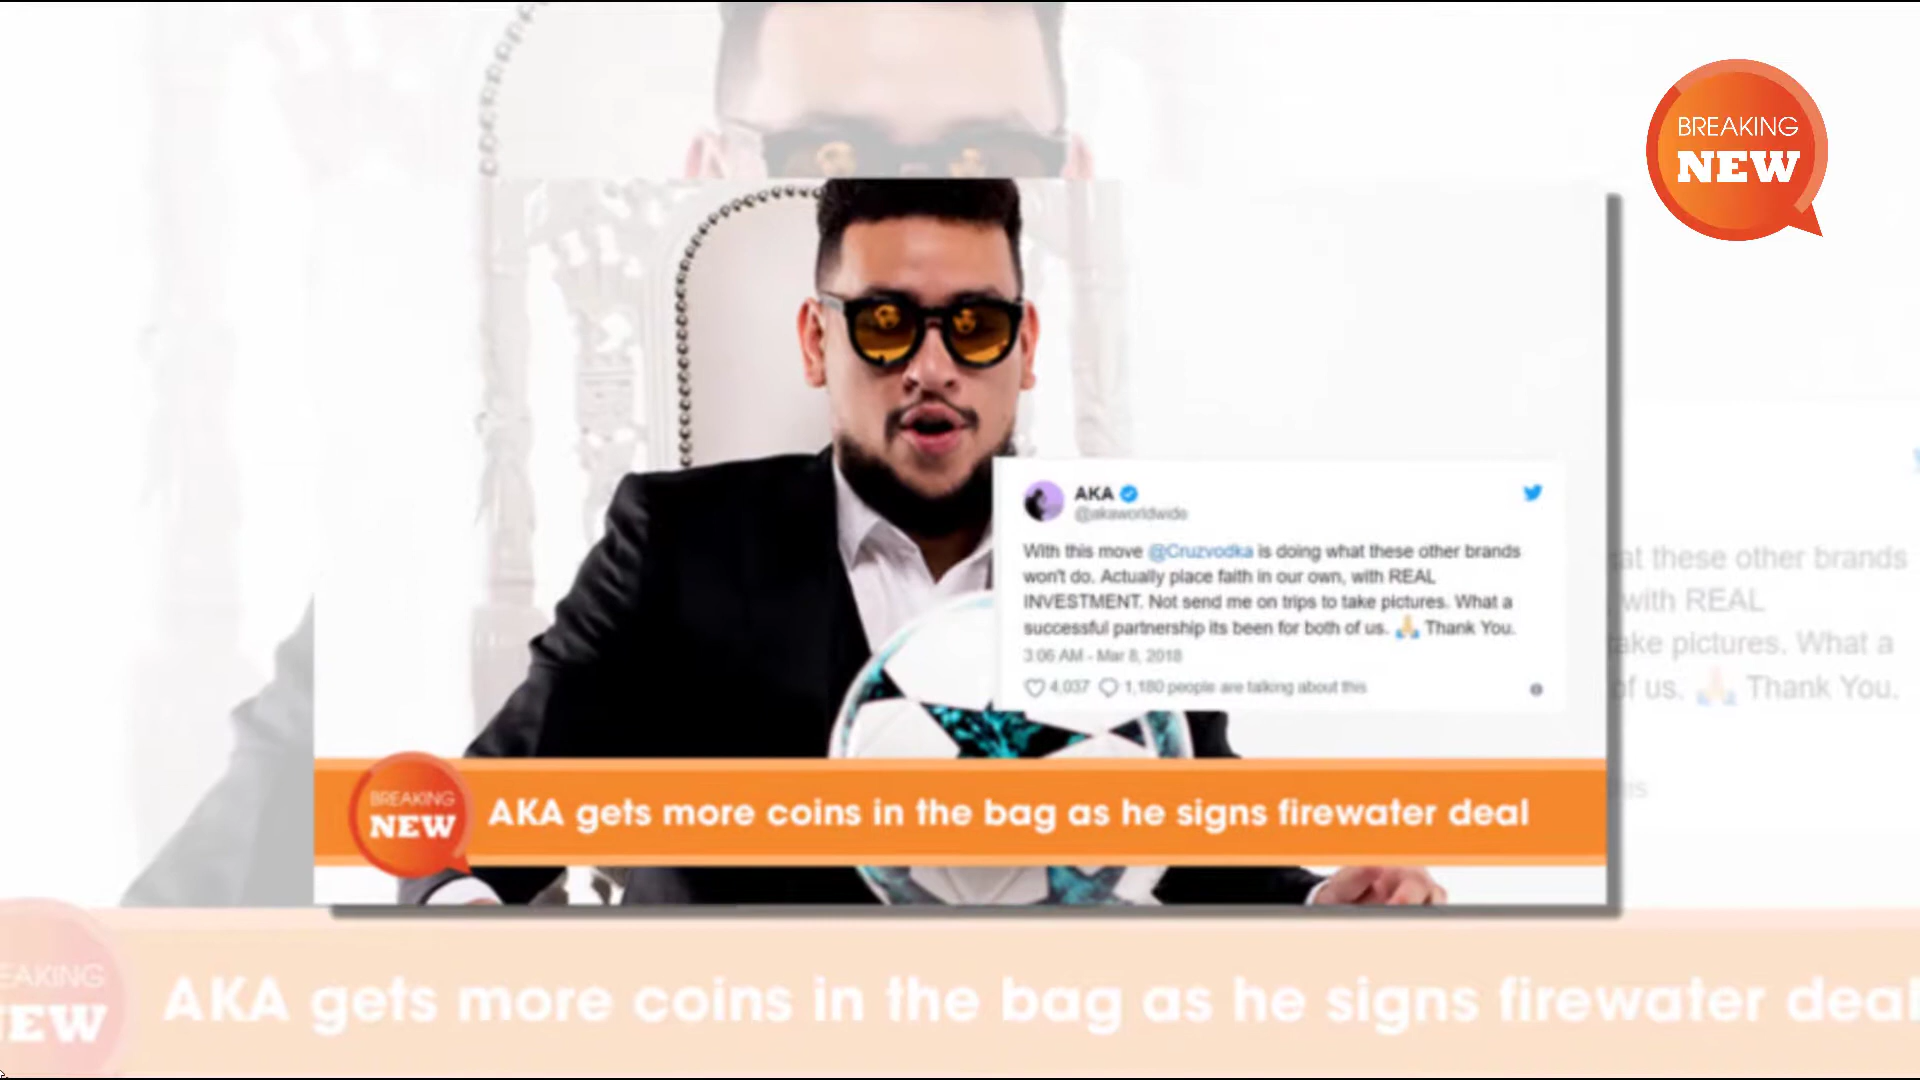 BREAKING
NEW
AKA
@akaworldwide
With this move @Cruzvodka is doing what these other brands
won't do. Actually place faith in our own, with REAL
INVESTMENT. Not send me on trips to take pictures. What a
successful partnership its been for both of us. 🙏 Thank You.
3:06 AM - Mar 8, 2018
4,037 1,180 people are talking about this
at these other brands
with REAL
ake pictures. What a
of us. 🙏 Thank You.
his
BREAKING
NEW
AKA gets more coins in the bag as he signs firewater deal
EAKING
EW
AKA gets more coins in the bag as he signs firewater deal